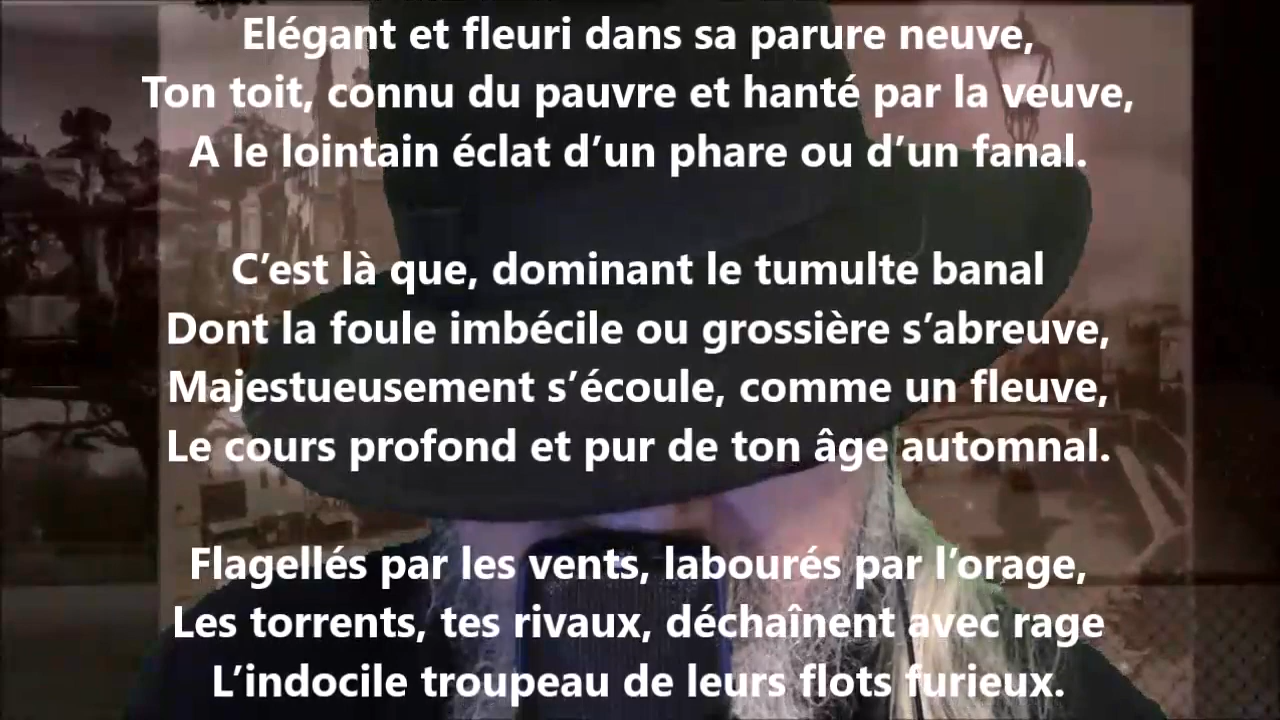 Elégant et fleuri dans sa parure neuve,
Ton toit, connu du pauvre et hanté par la veuve,
A le lointain éclat d’un phare ou d’un fanal.
C’est là que, dominant le tumulte banal
Dont la foule imbécile ou grossière s’abreuve,
Majestueusement s’écoule, comme un fleuve,
Le cours profond et pur de ton âge automnal.
Flagellés par les vents, labourés par l’orage,
Les torrents, tes rivaux, déchaînent avec rage
L’indocile troupeau de leurs flots furieux.